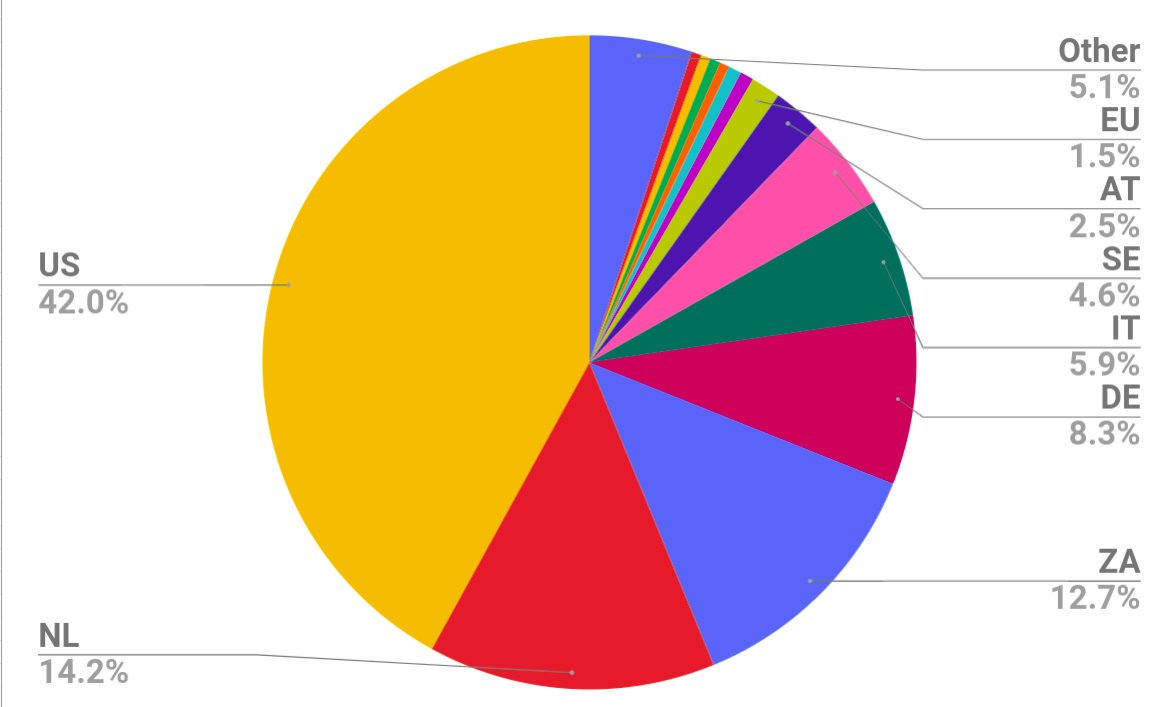 Other
5.1%
EU
1.5%
AT
2.5%
SE
4.6%
IT
5.9%
DE
8.3%
ZA
12.7%
US
42.0%
NL
14.2%